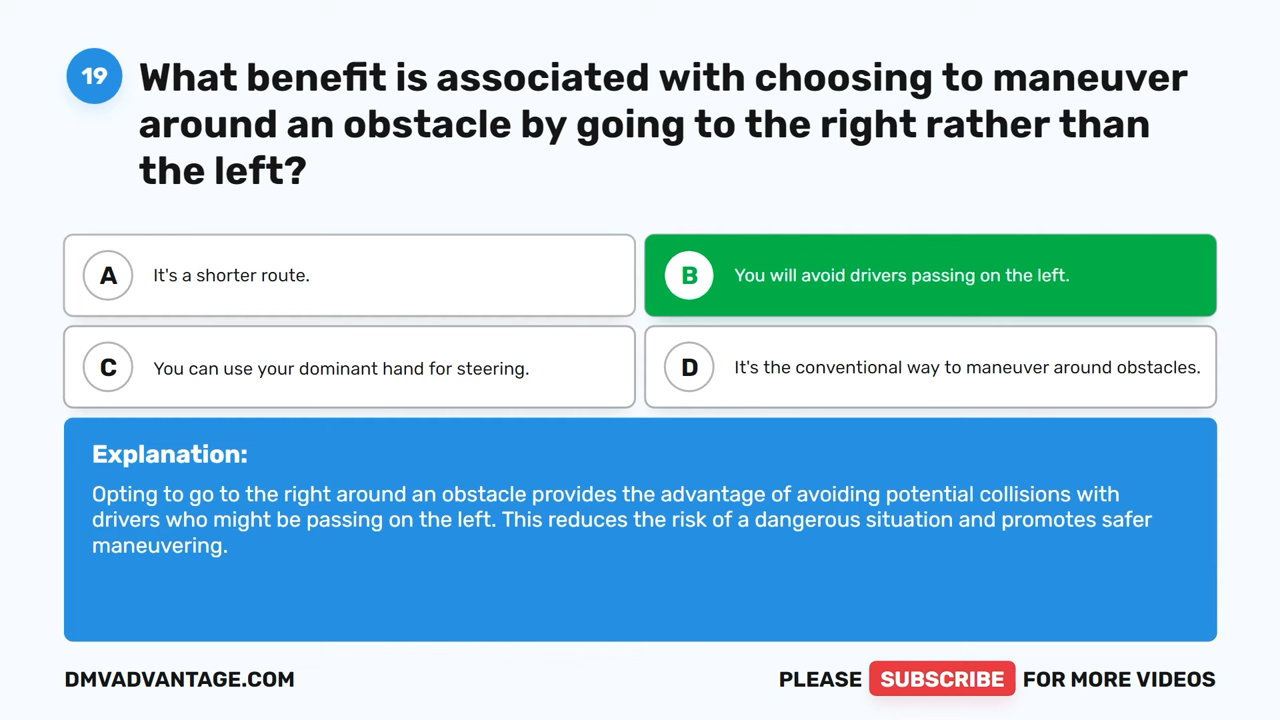 19
What benefit is associated with choosing to maneuver
around an obstacle by going to the right rather than
the left?
A It's a shorter route.
B You will avoid drivers passing on the left.
C You can use your dominant hand for steering.
D It's the conventional way to maneuver around obstacles.
Explanation:
Opting to go to the right around an obstacle provides the advantage of avoiding potential collisions with
drivers who might be passing on the left. This reduces the risk of a dangerous situation and promotes safer
maneuvering.
DMVADVANTAGE.COM
PLEASE SUBSCRIBE FOR MORE VIDEOS